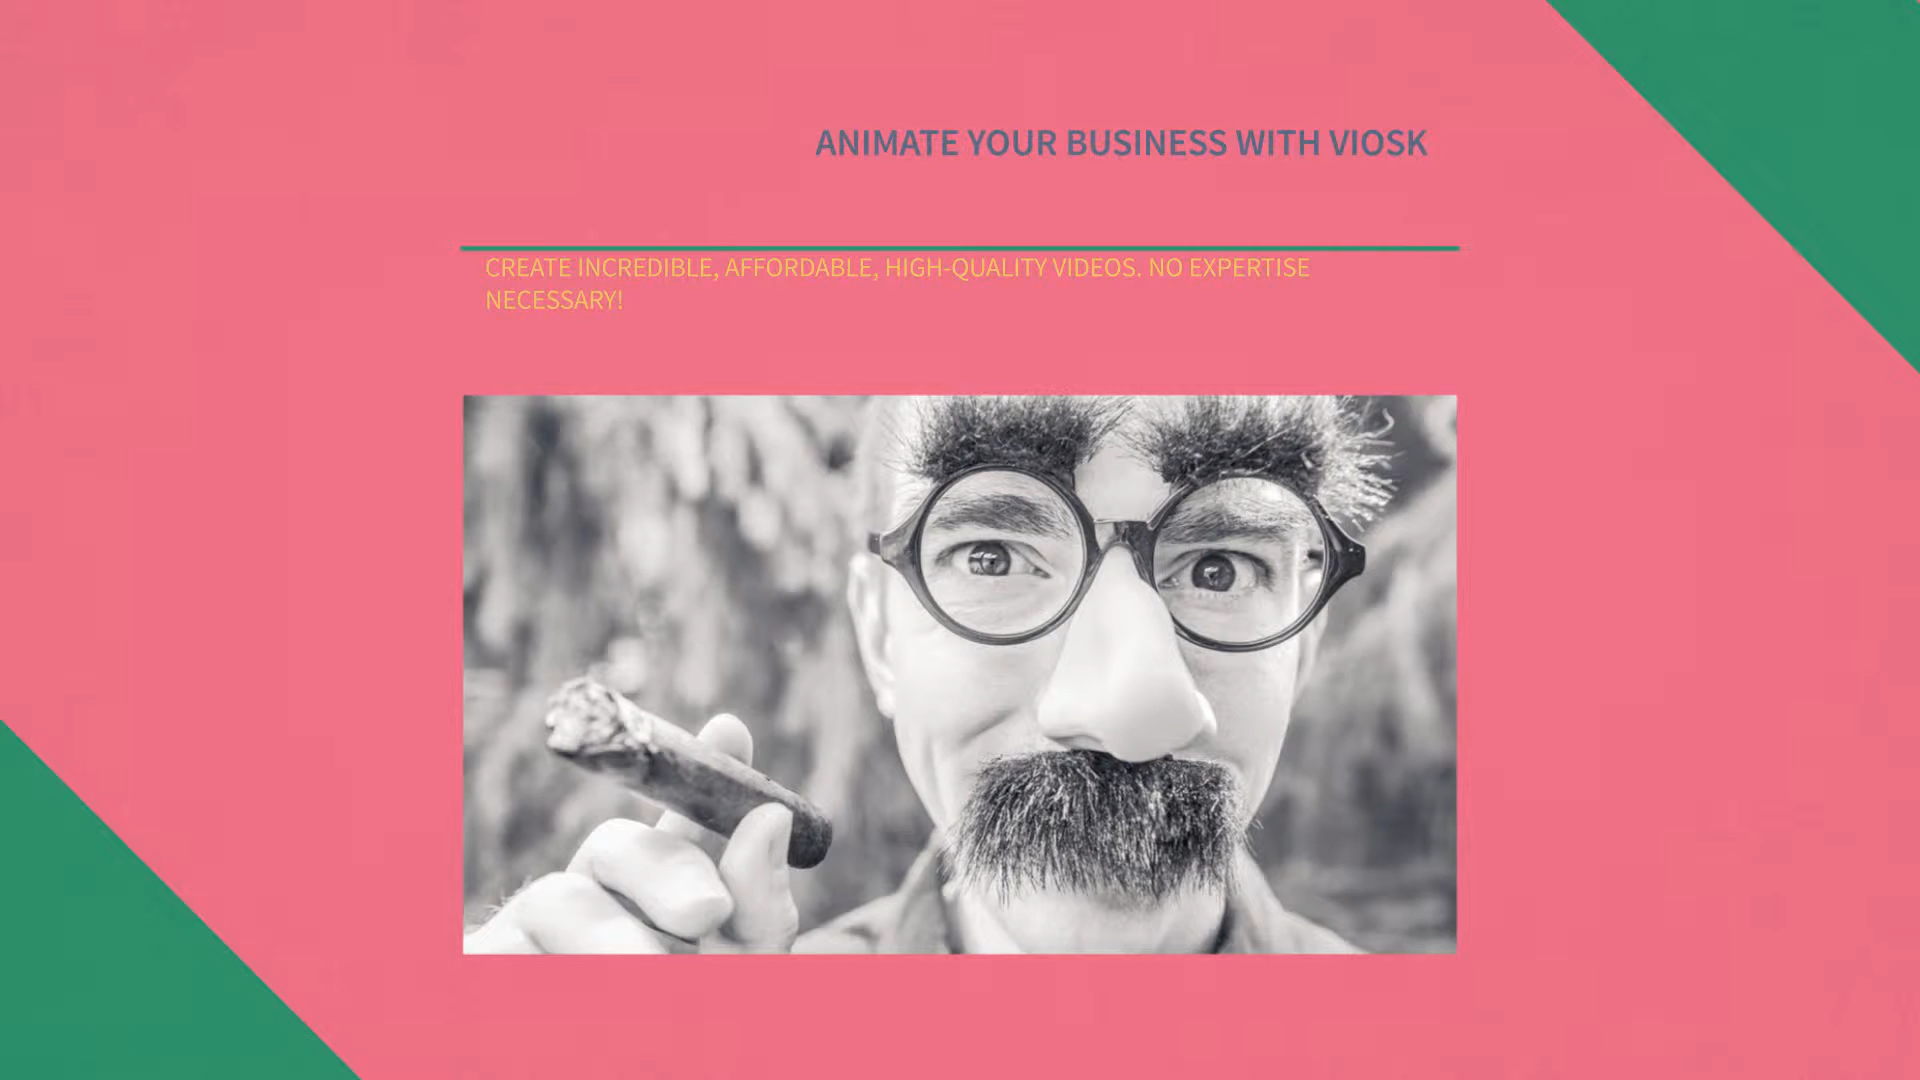 ANIMATE YOUR BUSINESS WITH VIOSK
CREATE INCREDIBLE, AFFORDABLE, HIGH-QUALITY VIDEOS. NO EXPERTISE
NECESSARY!